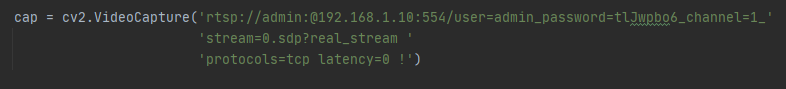 cap = cv2.VideoCapture('rtsp://admin:@192.168.1.10:554/user=admin_password=tlJwpbo6_channel=1_'
'stream=0.sdp?real_stream '
'protocols=tcp latency=0 !')